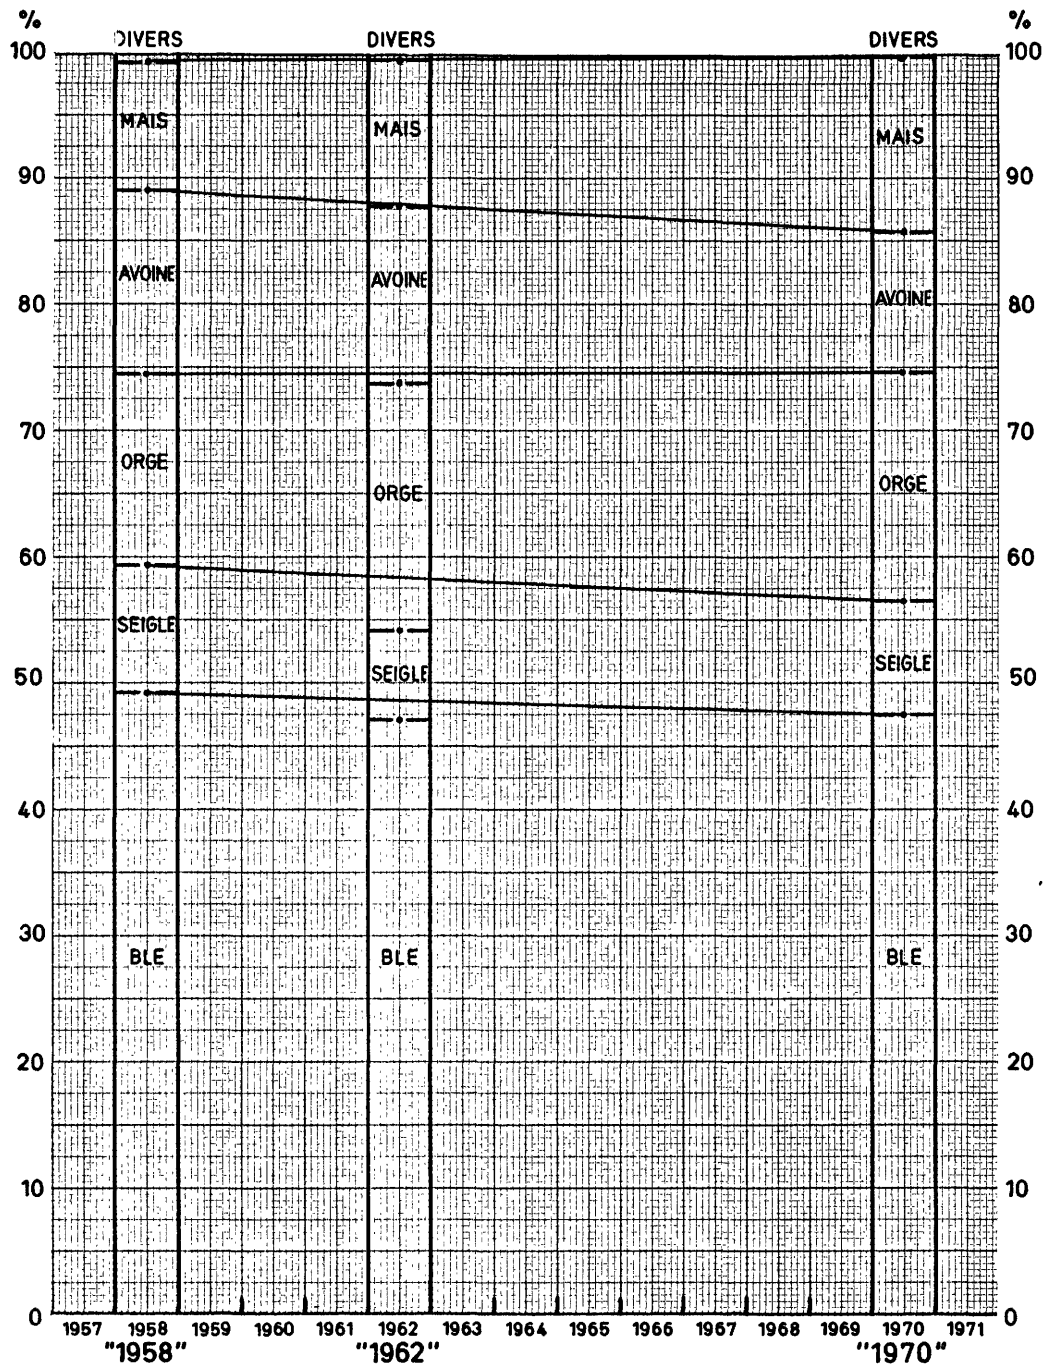 % %
DIVERS DIVERS DIVERS
100 100
MAIS MAIS MAIS
90 90
AVOINE AVOINE AVOINE
80 80
70 70
ORGE ORGE ORGE
60 60
SEIGLE SEIGLE SEIGLE
50 50
40 40
30 30
BLE BLE BLE
20 20
10 10
0 0
1957 1958 1959 1960 1961 1962 1963 1964 1965 1966 1967 1968 1969 1970 1971
"1958" "1962" "1970"